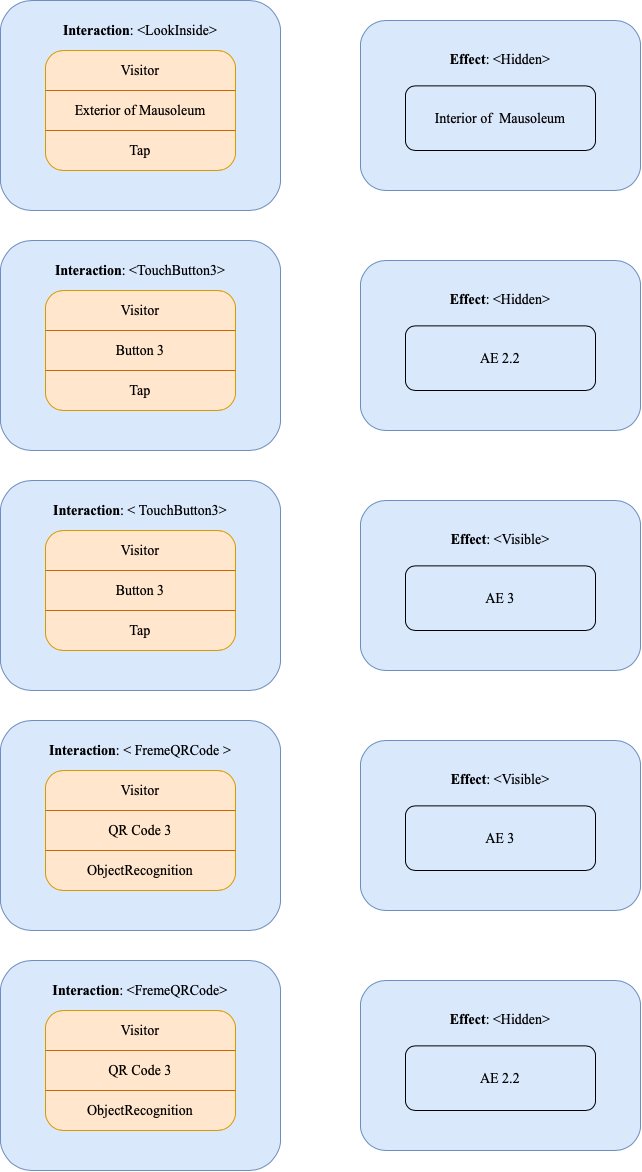 Interaction: <LookInside>
Visitor
Exterior of Mausoleum
Tap
Effect: <Hidden>
Interior of  Mausoleum
Interaction: <TouchButton3>
Visitor
Button 3
Tap
Effect: <Hidden>
AE 2.2
Interaction: < TouchButton3>
Visitor
Button 3
Tap
Effect: <Visible>
AE 3
Interaction: < FremeQRCode >
Visitor
QR Code 3
ObjectRecognition
Effect: <Visible>
AE 3
Interaction: <FremeQRCode>
Visitor
QR Code 3
ObjectRecognition
Effect: <Hidden>
AE 2.2